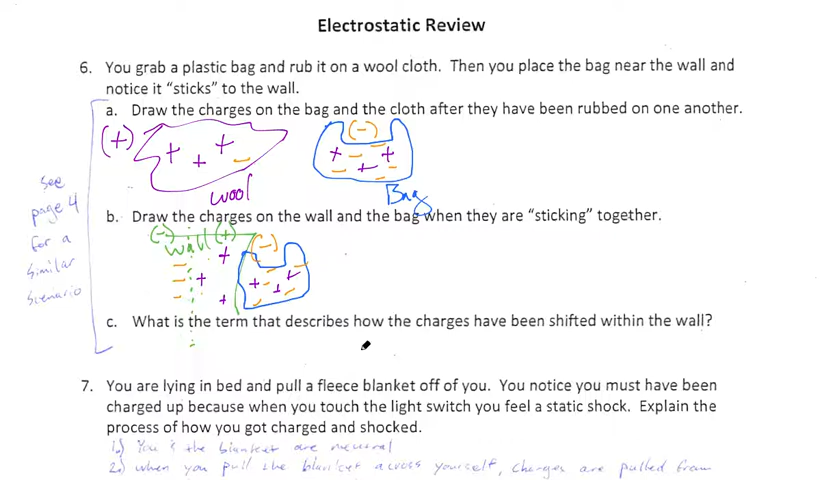 Electrostatic Review
6. You grab a plastic bag and rub it on a wool cloth. Then you place the bag near the wall and
notice it "sticks" to the wall.
a. Draw the charges on the bag and the cloth after they have been rubbed on one another.
(+)
+ + +
−
wool
(−)
+ − − +
− + − −
Bag
See
page 4
for a
similar
scenario
b. Draw the charges on the wall and the bag when they are "sticking" together.
(−) wall (+) (−)
− + + − + −
− + − +
− +
c. What is the term that describes how the charges have been shifted within the wall?
7. You are lying in bed and pull a fleece blanket off of you. You notice you must have been
charged up because when you touch the light switch you feel a static shock. Explain the
process of how you got charged and shocked.
1.) You & the blanket are neutral
2.) when you pull the blanket across yourself, charges are pulled from